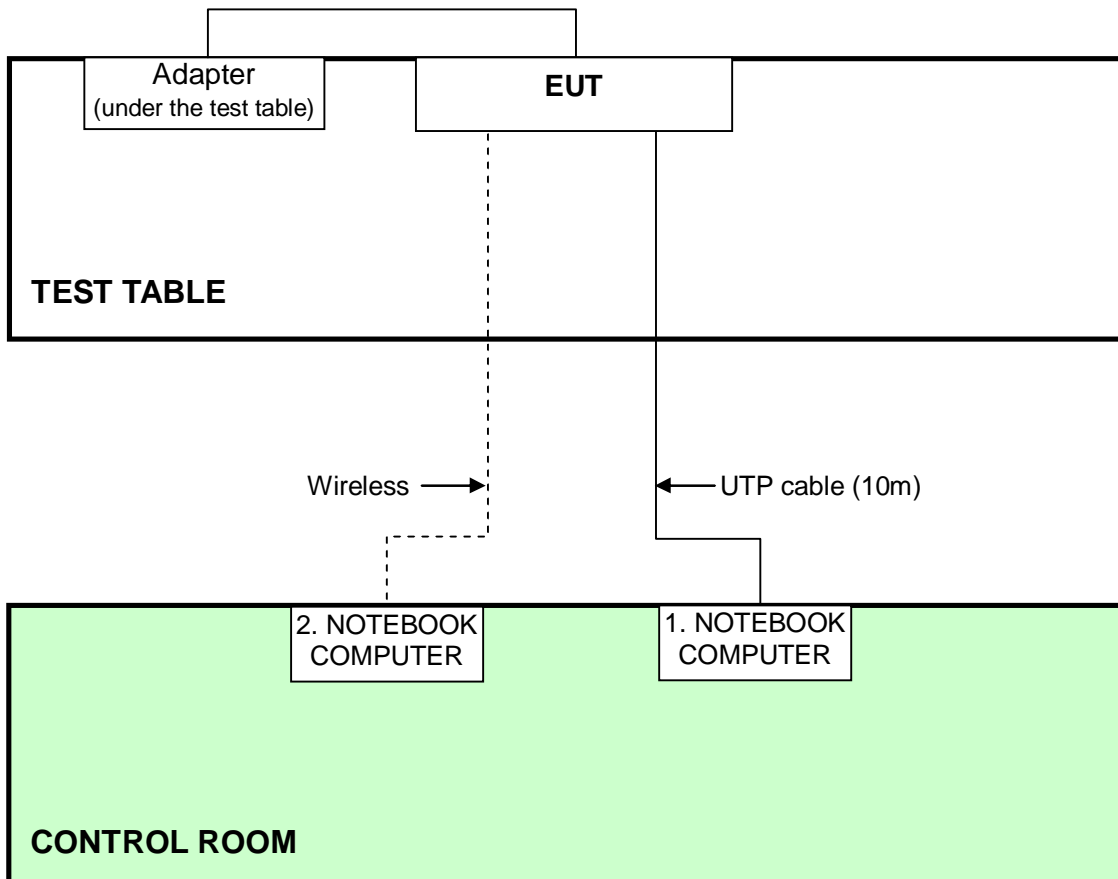 Adapter
(under the test table)
EUT
TEST TABLE
Wireless
UTP cable (10m)
2. NOTEBOOK
COMPUTER
1. NOTEBOOK
COMPUTER
CONTROL ROOM